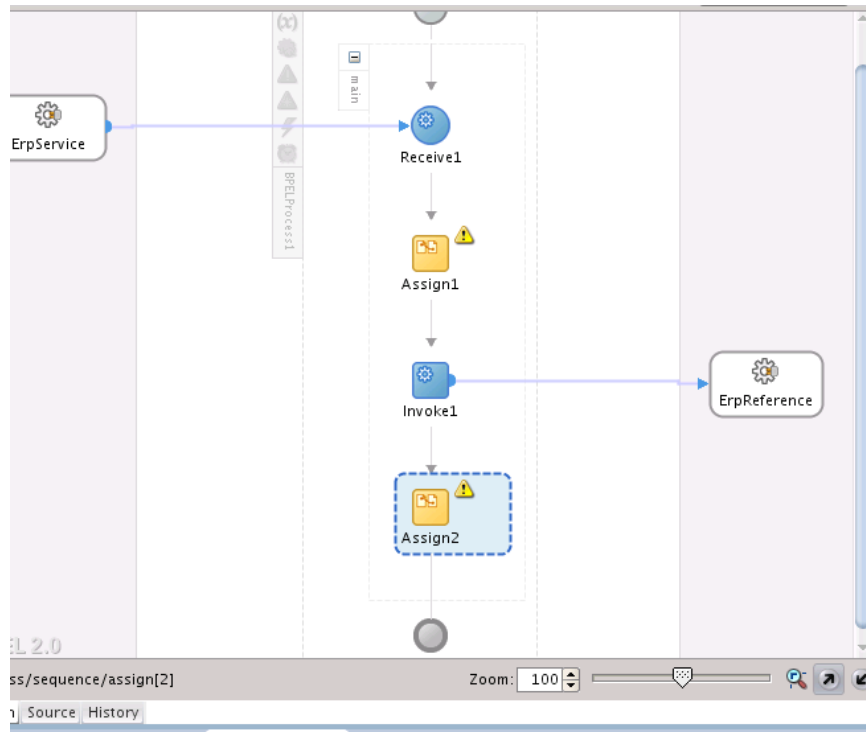 (x)
main
ErpService
Receive1
BPELProcess1
Assign1
Invoke1
ErpReference
Assign2
EL 2.0
ss/sequence/assign[2]
Zoom: 100
n Source History